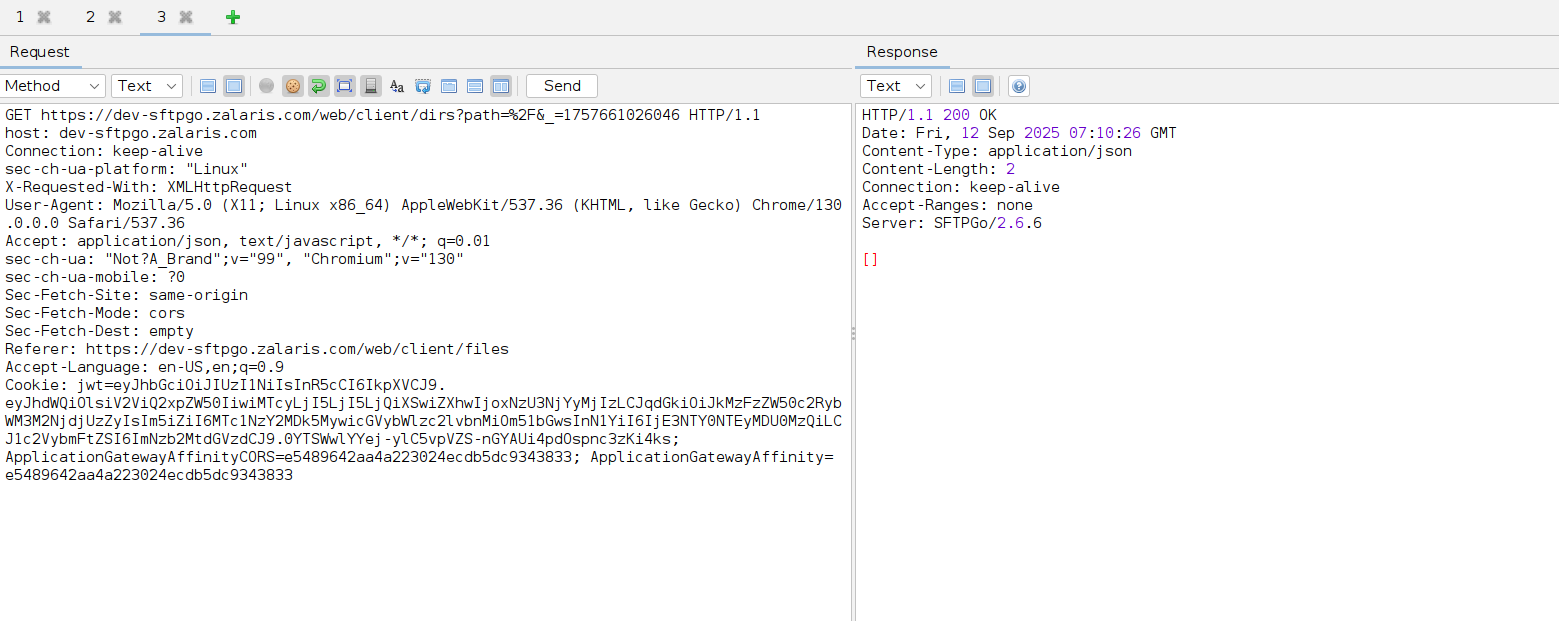 1
2
3
Request
Response
Method
Text
Send
Text
GET https://dev-sftpgo.zalaris.com/web/client/dirs?path=%2F&_=1757661026046 HTTP/1.1
host: dev-sftpgo.zalaris.com
Connection: keep-alive
sec-ch-ua-platform: "Linux"
X-Requested-With: XMLHttpRequest
User-Agent: Mozilla/5.0 (X11; Linux x86_64) AppleWebKit/537.36 (KHTML, like Gecko) Chrome/130
.0.0.0 Safari/537.36
Accept: application/json, text/javascript, */*; q=0.01
sec-ch-ua: "Not?A_Brand";v="99", "Chromium";v="130"
sec-ch-ua-mobile: ?0
Sec-Fetch-Site: same-origin
Sec-Fetch-Mode: cors
Sec-Fetch-Dest: empty
Referer: https://dev-sftpgo.zalaris.com/web/client/files
Accept-Language: en-US,en;q=0.9
Cookie: jwt=eyJhbGciOiJIUzI1NiIsInR5cCI6IkpXVCJ9.
eyJhdWQiOlsiV2ViQ2xpZW50IiwiMTcyLjI5LjI5LjQiXSwiZXhwIjoxNzU3NjYyMjIzLCJqdGkiOiJkMzFzZW50c2Ryb
WM3M2NjdjUzZyIsIm5iZiI6MTc1NzY2MDk5MywicGVybWlzc2lvbnMiOm51bGwsInN1YiI6IjE3NTY0NTEyMDU0MzQiLC
J1c2VybmFtZSI6ImNzb2MtdGVzdCJ9.0YTSWwlYYej-ylC5vpVZS-nGYAUi4pdOspnc3zKi4ks;
ApplicationGatewayAffinityCORS=e5489642aa4a223024ecdb5dc9343833; ApplicationGatewayAffinity=
e5489642aa4a223024ecdb5dc9343833
HTTP/1.1 200 OK
Date: Fri, 12 Sep 2025 07:10:26 GMT
Content-Type: application/json
Content-Length: 2
Connection: keep-alive
Accept-Ranges: none
Server: SFTPGo/2.6.6
[]